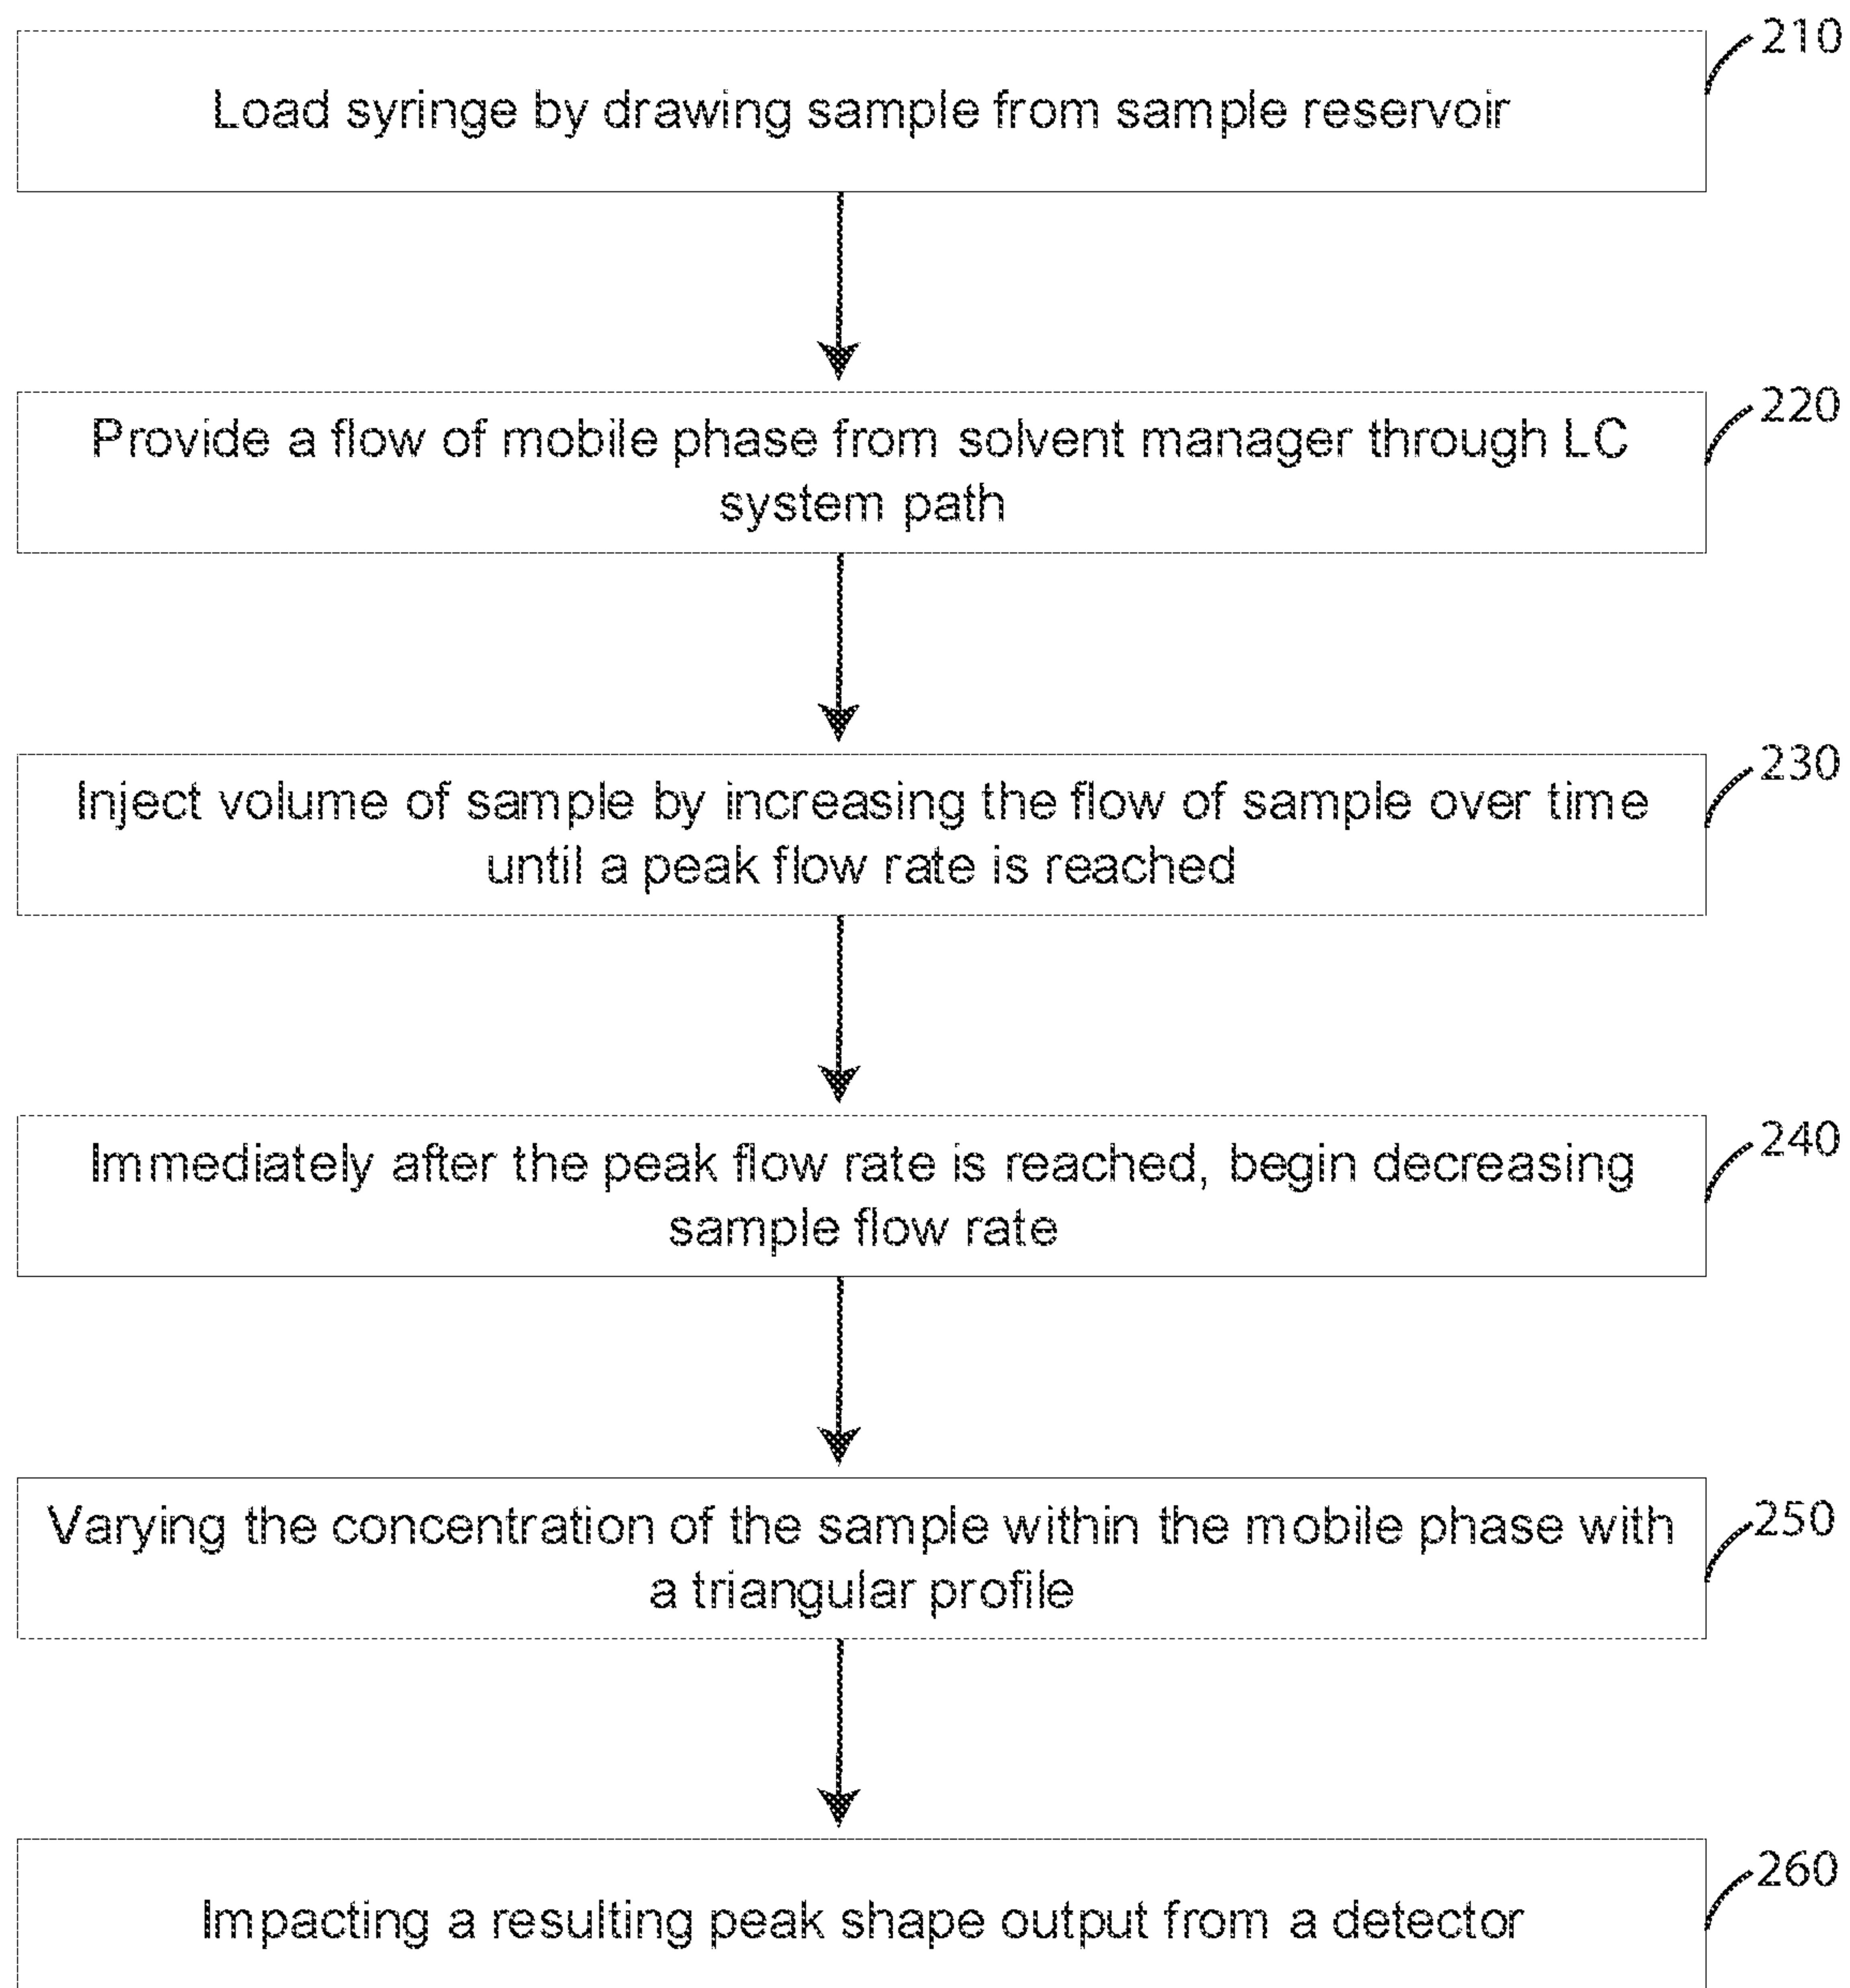 210
Load syringe by drawing sample from sample reservoir
220
Provide a flow of mobile phase from solvent manager through LC
system path
230
Inject volume of sample by increasing the flow of sample over time
until a peak flow rate is reached
240
Immediately after the peak flow rate is reached, begin decreasing
sample flow rate
250
Varying the concentration of the sample within the mobile phase with
a triangular profile
260
Impacting a resulting peak shape output from a detector